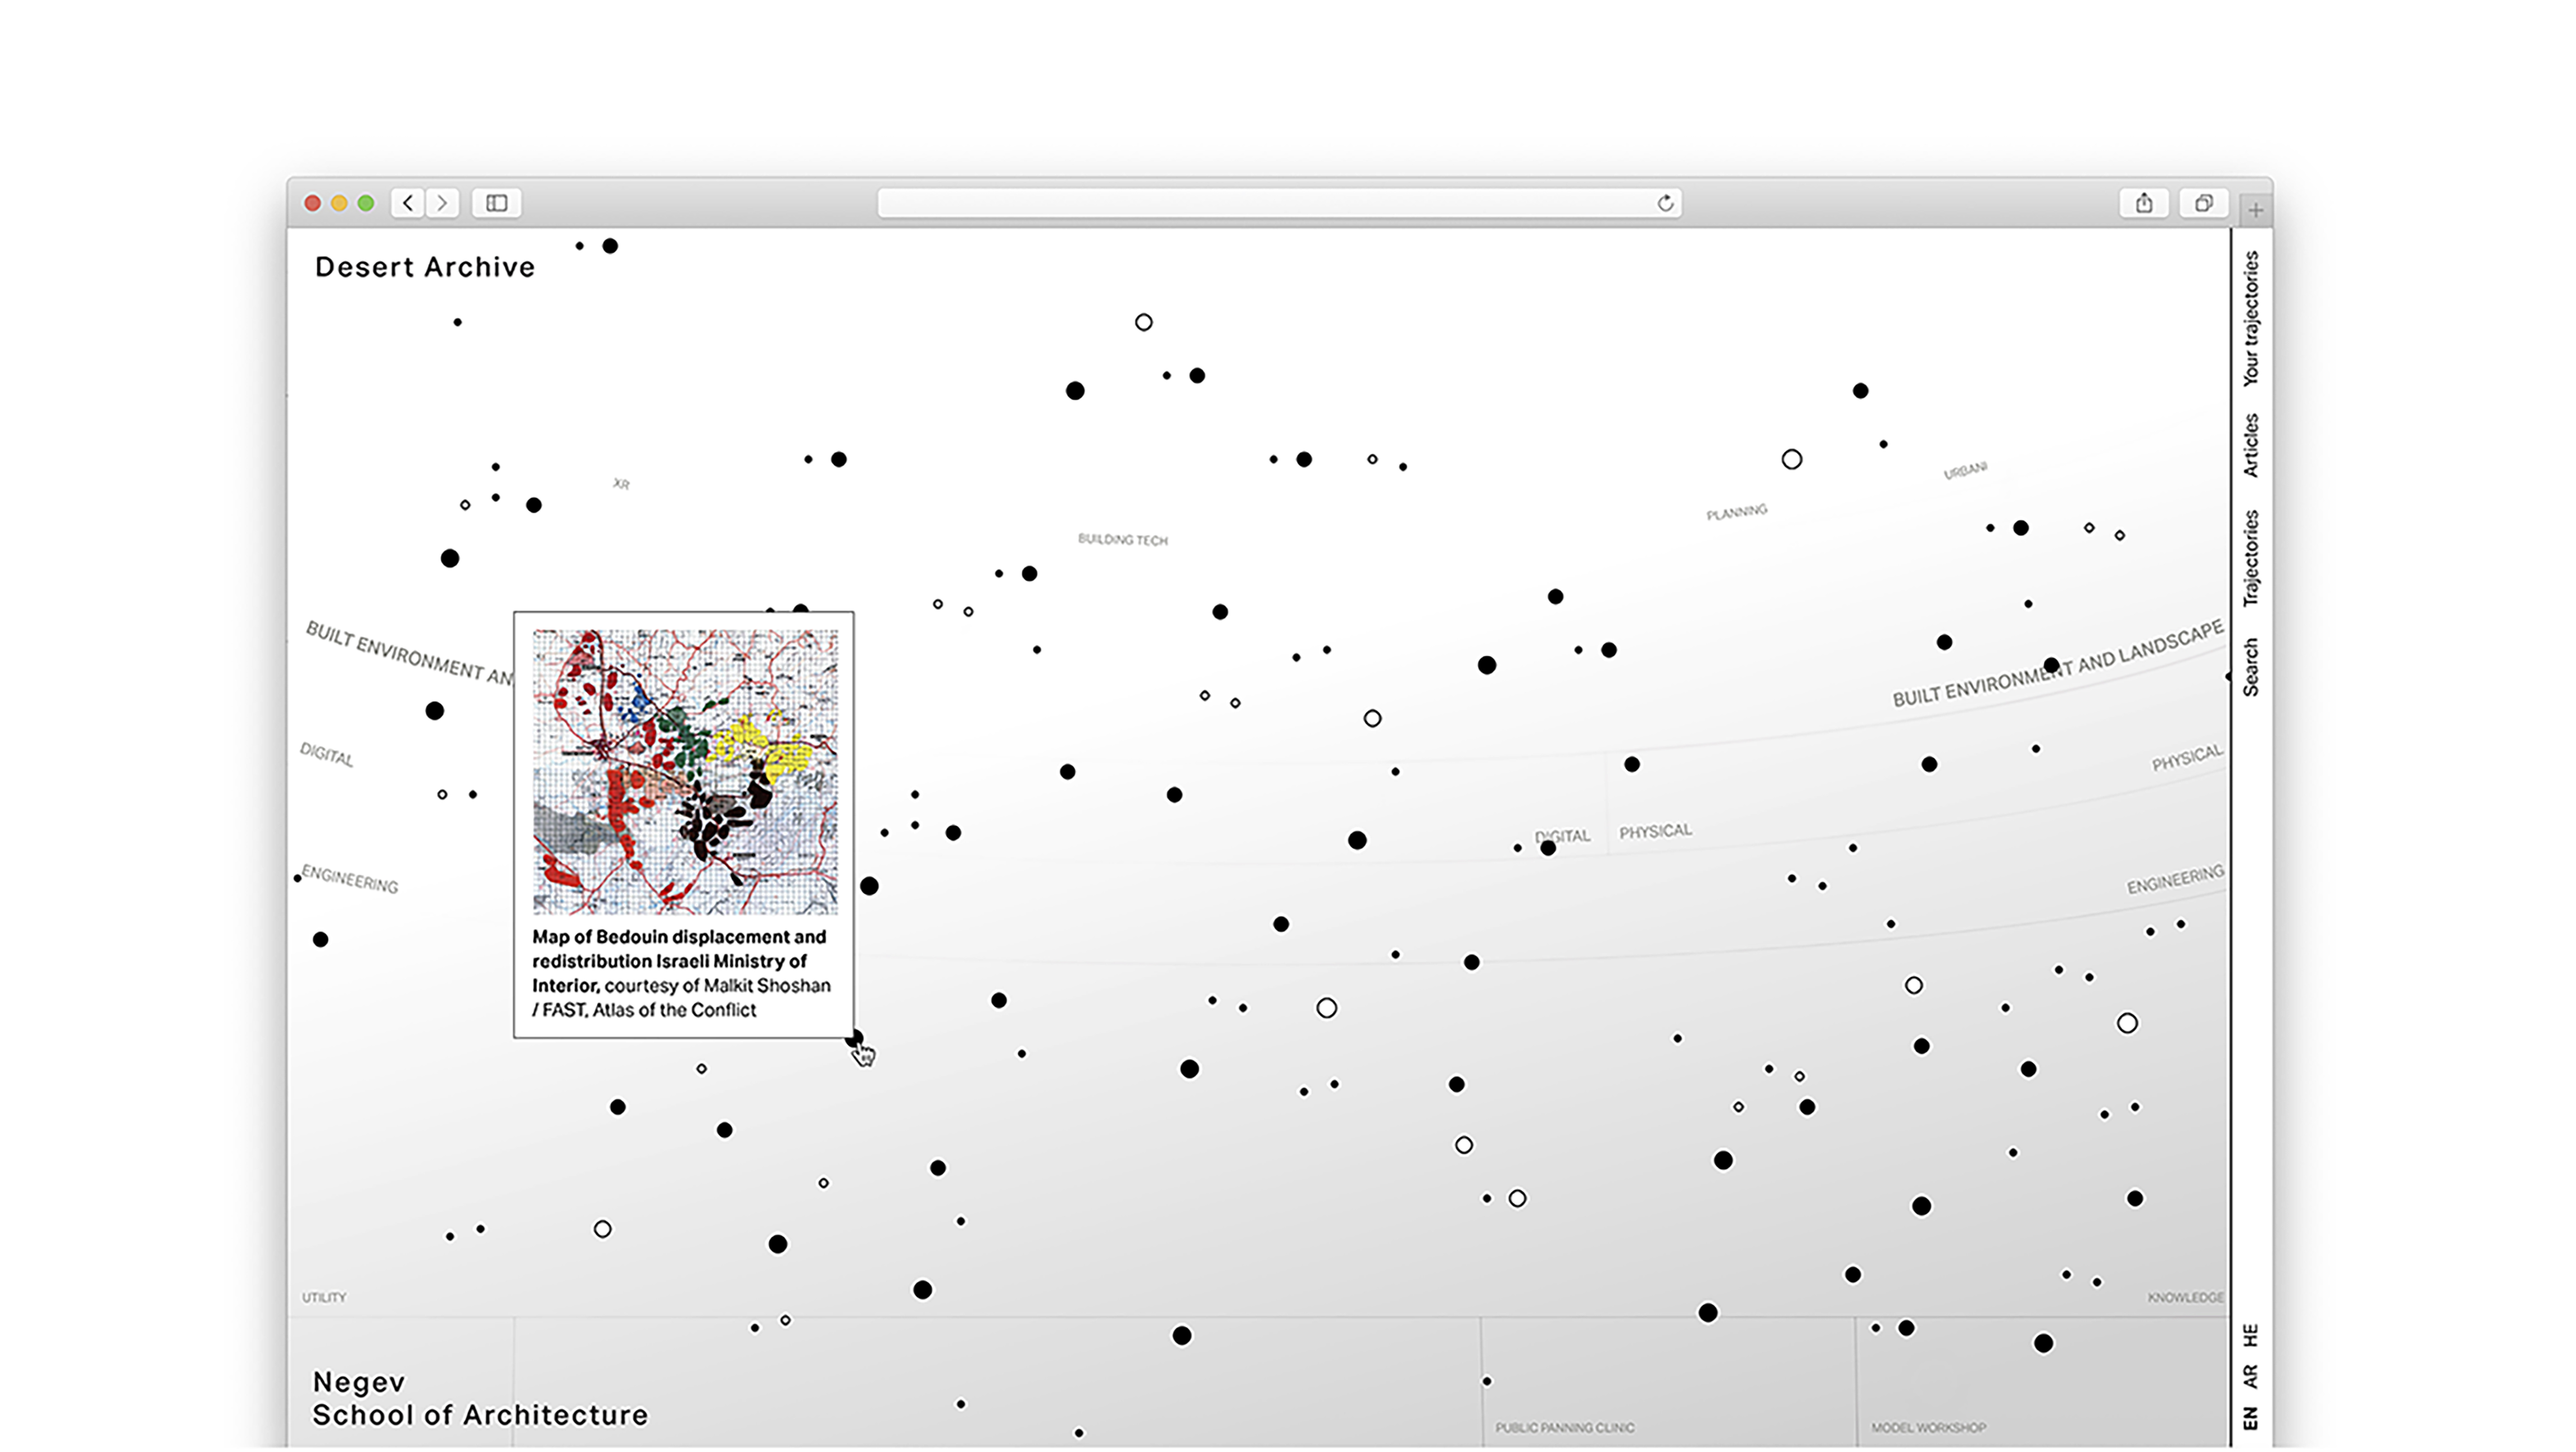 Desert Archive
XR
BUILDING TECH
PLANNING
URBANI
BUILT ENVIRONMENT AN
BUILT ENVIRONMENT AND LANDSCAPE
DIGITAL
PHYSICAL
DIGITAL
PHYSICAL
ENGINEERING
ENGINEERING
Map of Bedouin displacement and
redistribution Israeli Ministry of
Interior, courtesy of Malkit Shoshan
/ FAST, Atlas of the Conflict
UTILITY
KNOWLEDGE
Negev
School of Architecture
PUBLIC PANNING CLINIC
MODEL WORKSHOP
Your trajectories
Articles
Trajectories
Search
HE
AR
EN